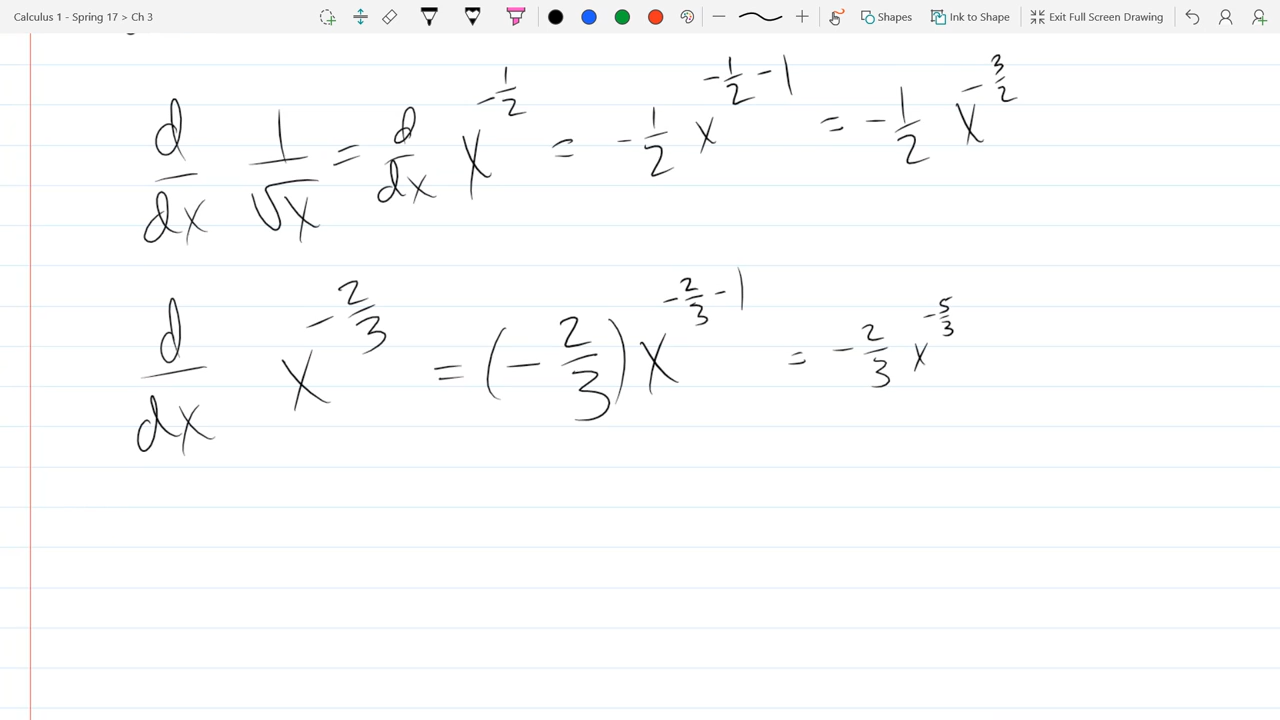 Calculus 1 - Spring 17 > Ch 3 Shapes Ink to Shape Exit Full Screen Drawing
d/dx 1/√x = d/dx x^(-1/2) = -1/2 x^(-1/2 - 1) = -1/2 x^(-3/2)
d/dx x^(-2/3) = (-2/3) x^(-2/3 - 1) = -2/3 x^(-5/3)